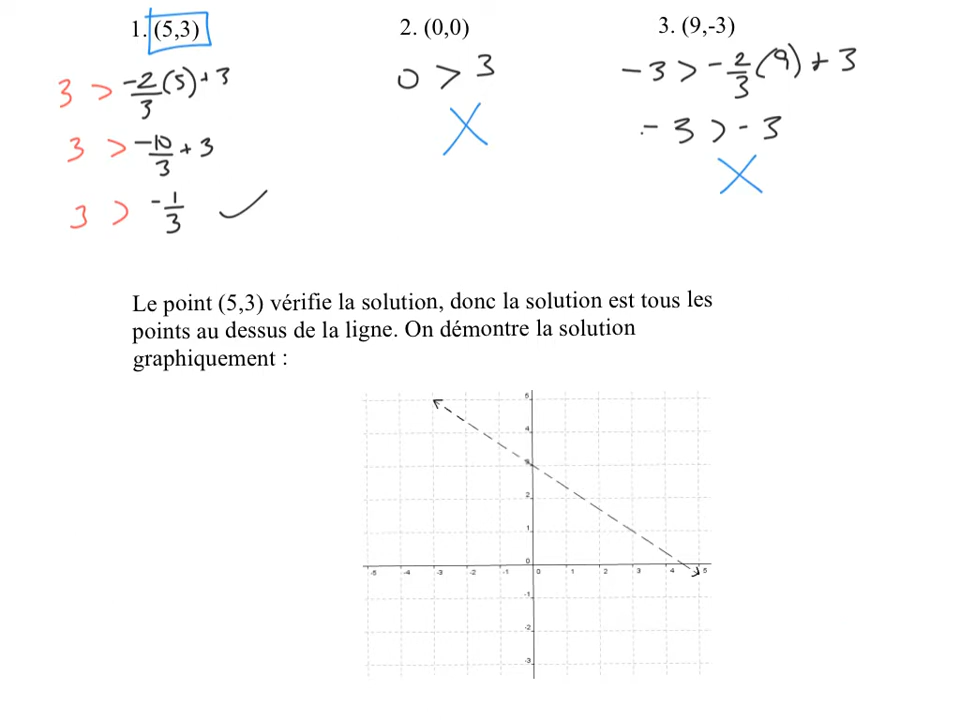 1. (5,3)
2. (0,0)
3. (9,-3)
3 > -2/3 (5) + 3
3 > -10/3 + 3
3 > -1/3 ✓
0 > 3
X
-3 > -2/3 (9) + 3
-3 > -3
X
Le point (5,3) vérifie la solution, donc la solution est tous les
points au dessus de la ligne. On démontre la solution
graphiquement :
5
4
3
2
1
0
-5 -4 -3 -2 -1 0 1 2 3 4 5
-1
-2
-3